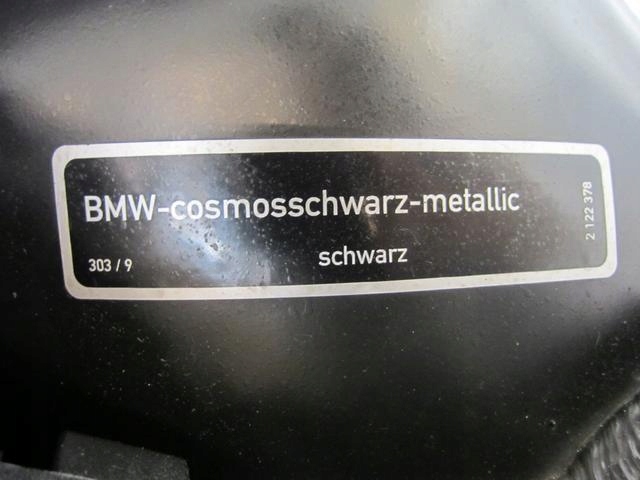 BMW-cosmosschwarz-metallic
schwarz
303 / 9
2 122 378